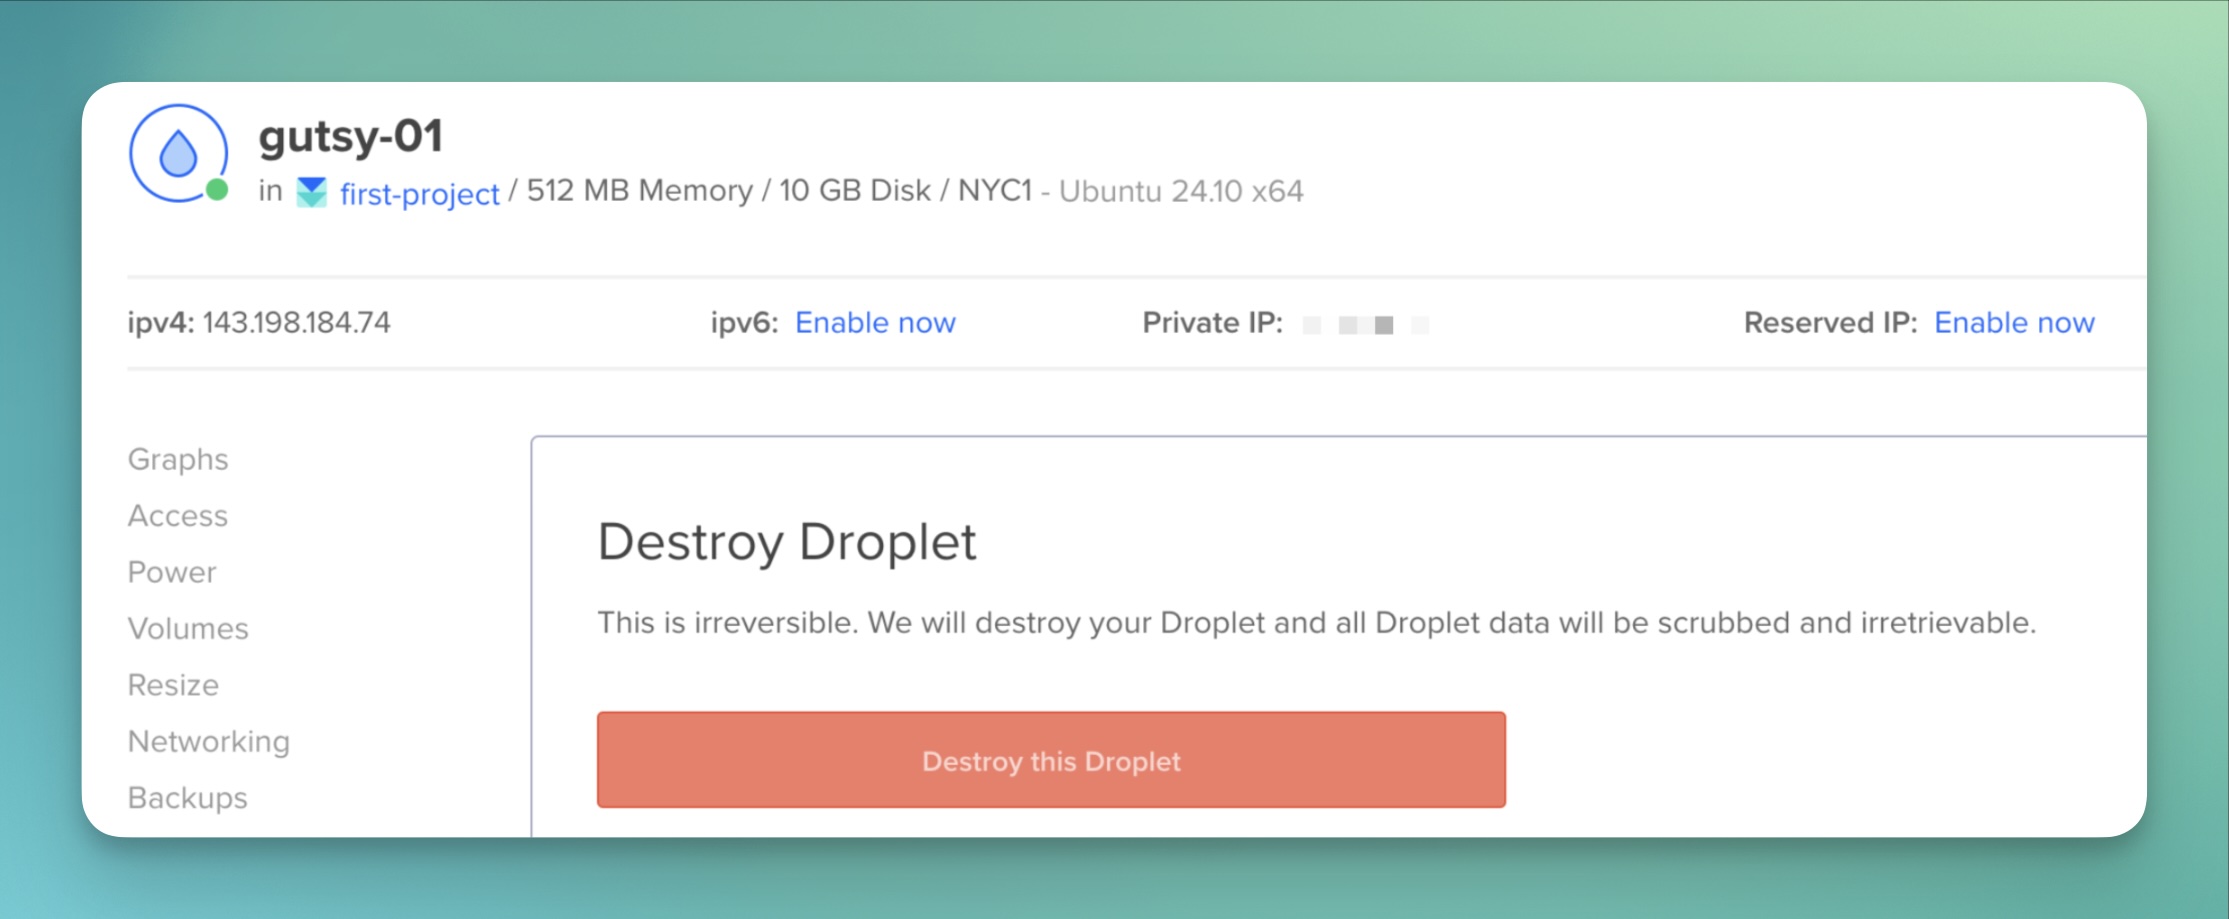 gutsy-01
in first-project / 512 MB Memory / 10 GB Disk / NYC1 - Ubuntu 24.10 x64
ipv4: 143.198.184.74 ipv6: Enable now Private IP: Reserved IP: Enable now
Graphs
Access
Power
Volumes
Resize
Networking
Backups
Destroy Droplet
This is irreversible. We will destroy your Droplet and all Droplet data will be scrubbed and irretrievable.
Destroy this Droplet